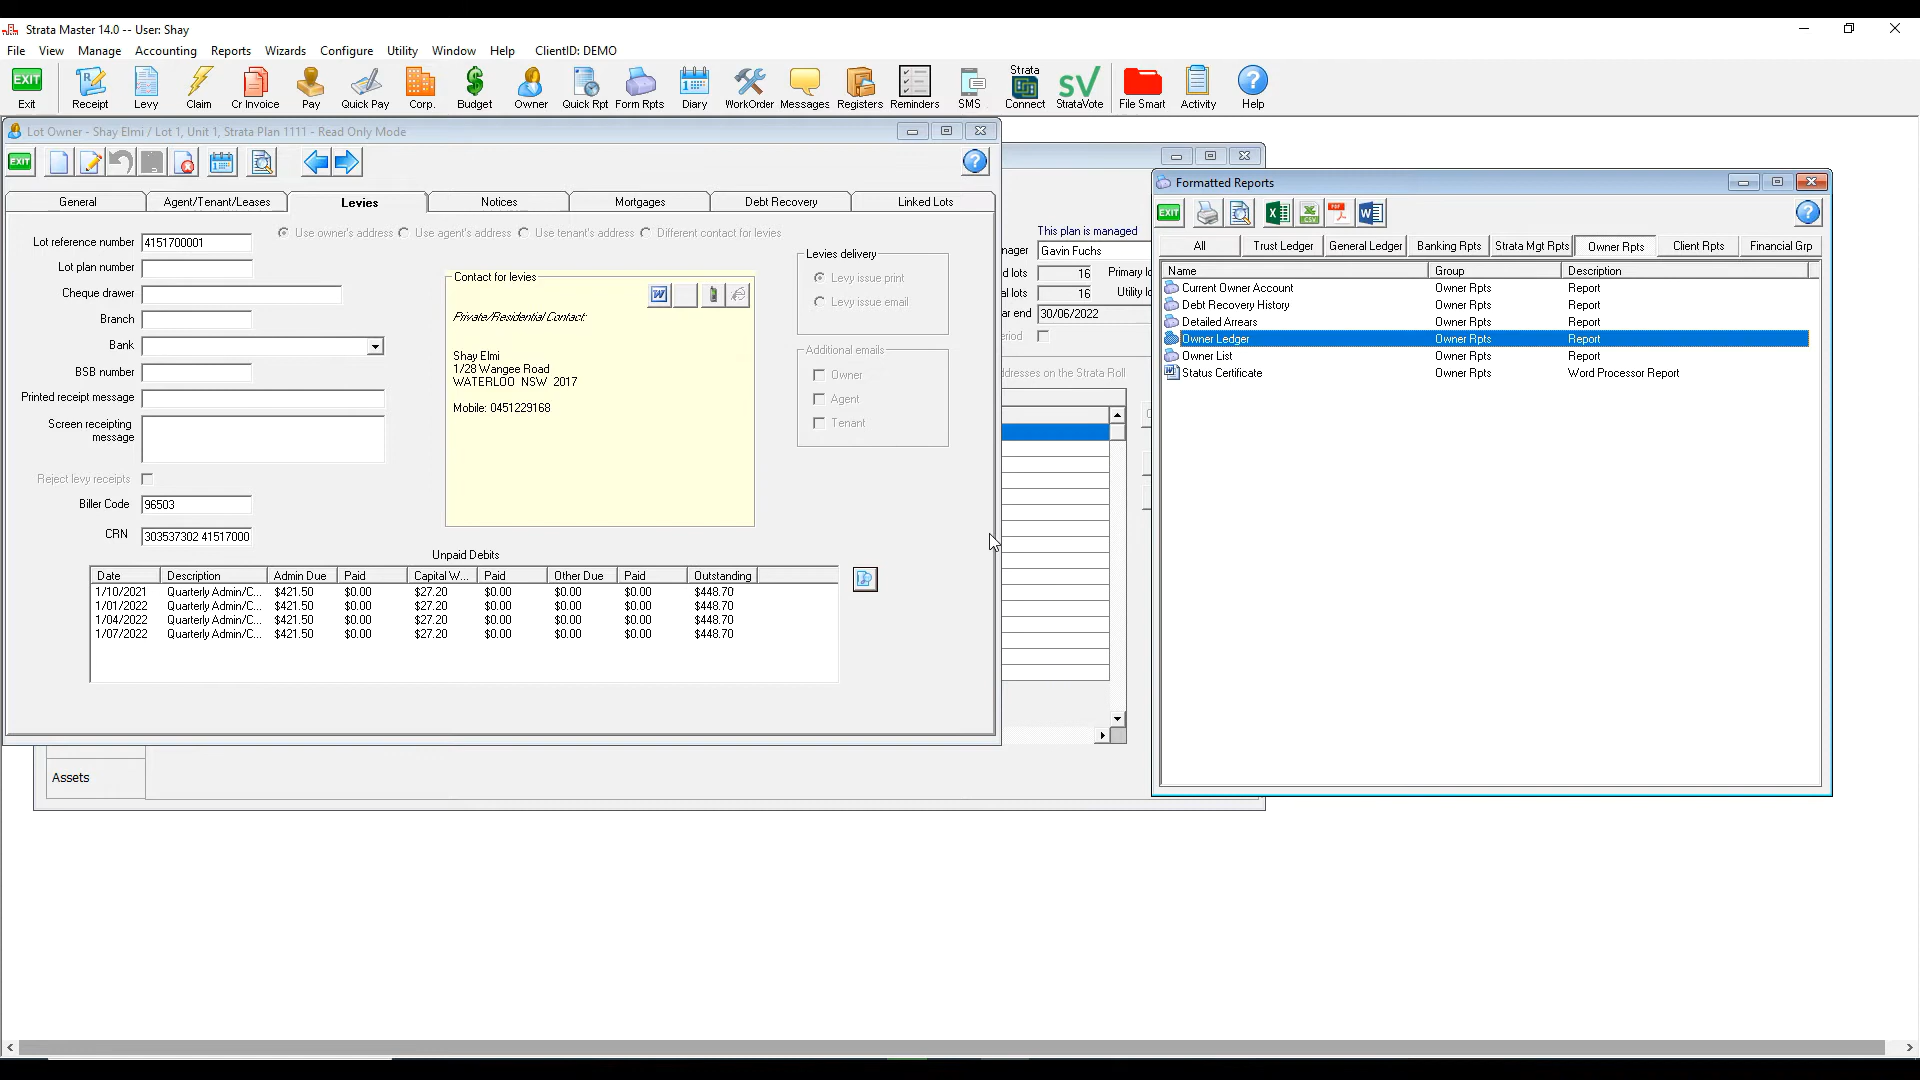 Strata Master 14.0 -- User: Shay
File View Manage Accounting Reports Wizards Configure Utility Window Help ClientID: DEMO
EXIT Strata SV
Exit Receipt Levy Claim Cr Invoice Pay Quick Pay Corp. Budget Owner Quick Rpt Form Rpts Diary WorkOrder Messages Registers Reminders SMS Connect StrataVote File Smart Activity Help
Lot Owner - Shay Elmi / Lot 1, Unit 1, Strata Plan 1111 - Read Only Mode
EXIT
General Agent/Tenant/Leases Levies Notices Mortgages Debt Recovery Linked Lots
Lot reference number 4151700001
Lot plan number
Cheque drawer
Branch
Bank
BSB number
Printed receipt message
Screen receipting
message
Reject levy receipts
Biller Code 96503
CRN 303537302 41517000
Use owner's address Use agent's address Use tenant's address Different contact for levies
Contact for levies
Private/Residential Contact:
Shay Elmi
1/28 Wangee Road
WATERLOO NSW 2017
Mobile: 0451229168
Levies delivery
Levy issue print
Levy issue email
Additional emails
Owner
Agent
Tenant
Unpaid Debits
Date Description Admin Due Paid Capital W... Paid Other Due Paid Outstanding
1/10/2021 Quarterly Admin/C... $421.50 $0.00 $27.20 $0.00 $0.00 $0.00 $448.70
1/01/2022 Quarterly Admin/C... $421.50 $0.00 $27.20 $0.00 $0.00 $0.00 $448.70
1/04/2022 Quarterly Admin/C... $421.50 $0.00 $27.20 $0.00 $0.00 $0.00 $448.70
1/07/2022 Quarterly Admin/C... $421.50 $0.00 $27.20 $0.00 $0.00 $0.00 $448.70
Assets
This plan is managed
nager Gavin Fuchs
d lots 16 Primary lo
al lots 16 Utility lo
ar end 30/06/2022
eriod
ddresses on the Strata Roll
Formatted Reports
EXIT
All Trust Ledger General Ledger Banking Rpts Strata Mgt Rpts Owner Rpts Client Rpts Financial Grp
Name Group Description
Current Owner Account Owner Rpts Report
Debt Recovery History Owner Rpts Report
Detailed Arrears Owner Rpts Report
Owner Ledger Owner Rpts Report
Owner List Owner Rpts Report
Status Certificate Owner Rpts Word Processor Report